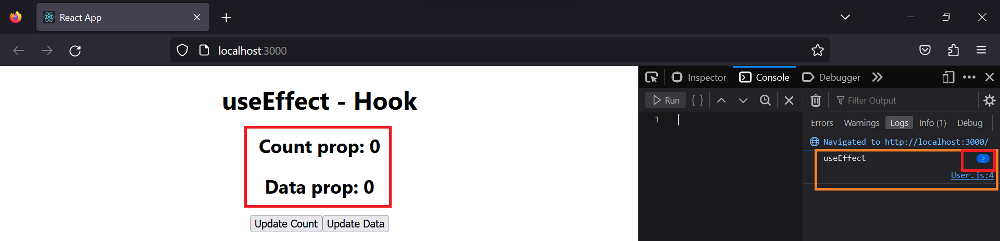 React App
localhost:3000
useEffect - Hook
Count prop: 0
Data prop: 0
Update Count Update Data
Inspector Console Debugger
Run { } Filter Output
1
Errors Warnings Logs Info (1) Debug
Navigated to http://localhost:3000/
useEffect 2
User.js:4